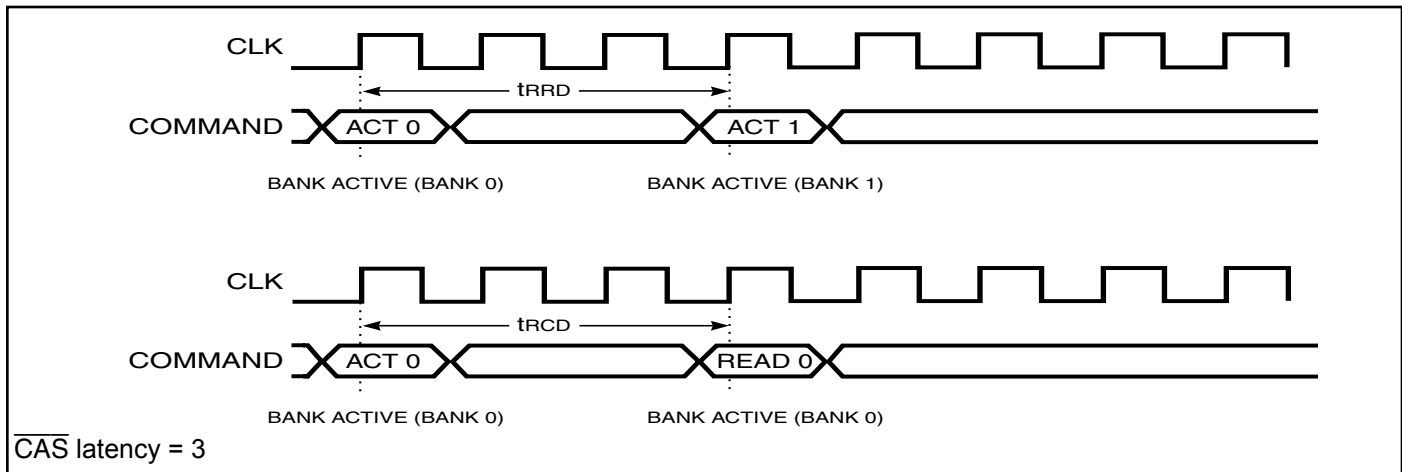 CLK
tRRD
COMMAND ACT 0 ACT 1
BANK ACTIVE (BANK 0) BANK ACTIVE (BANK 1)
CLK
tRCD
COMMAND ACT 0 READ 0
BANK ACTIVE (BANK 0) BANK ACTIVE (BANK 0)
C̅A̅S̅ latency = 3